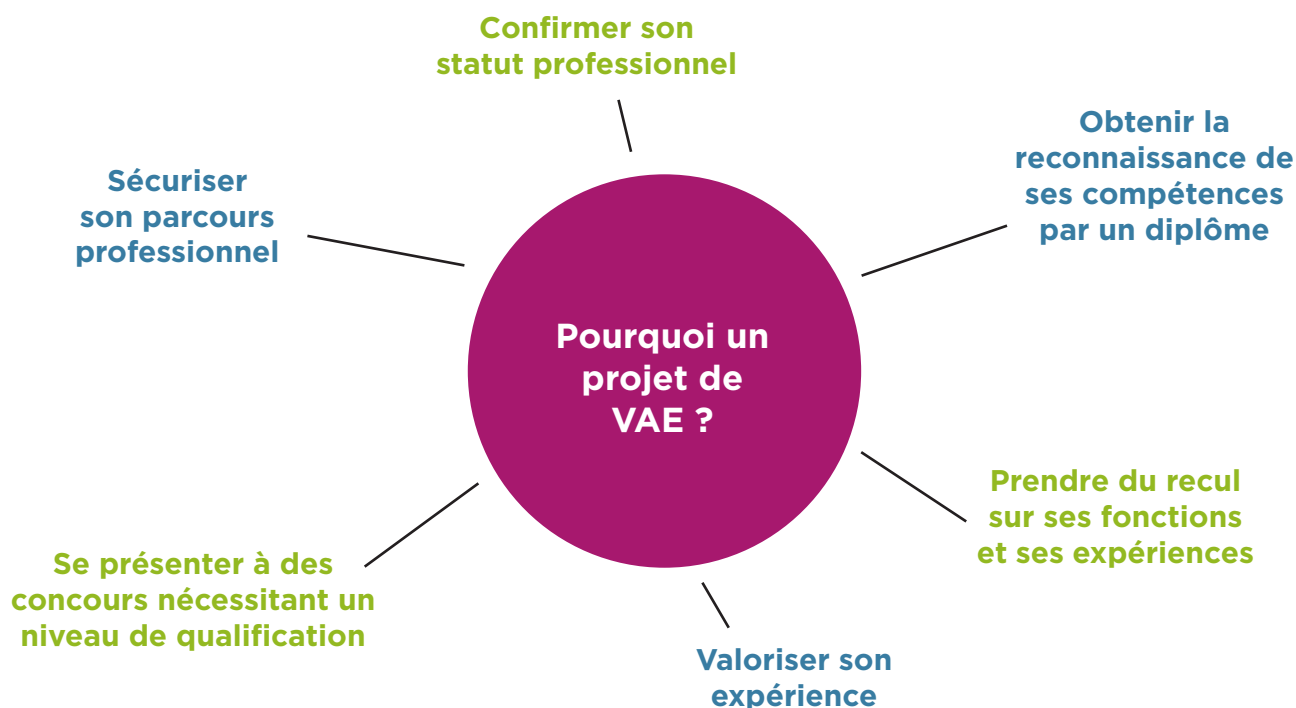 Confirmer son
statut professionnel
Obtenir la
reconnaissance de
ses compétences
par un diplôme
Sécuriser
son parcours
professionnel
Pourquoi un
projet de
VAE ?
Prendre du recul
sur ses fonctions
et ses expériences
Se présenter à des
concours nécessitant un
niveau de qualification
Valoriser son
expérience